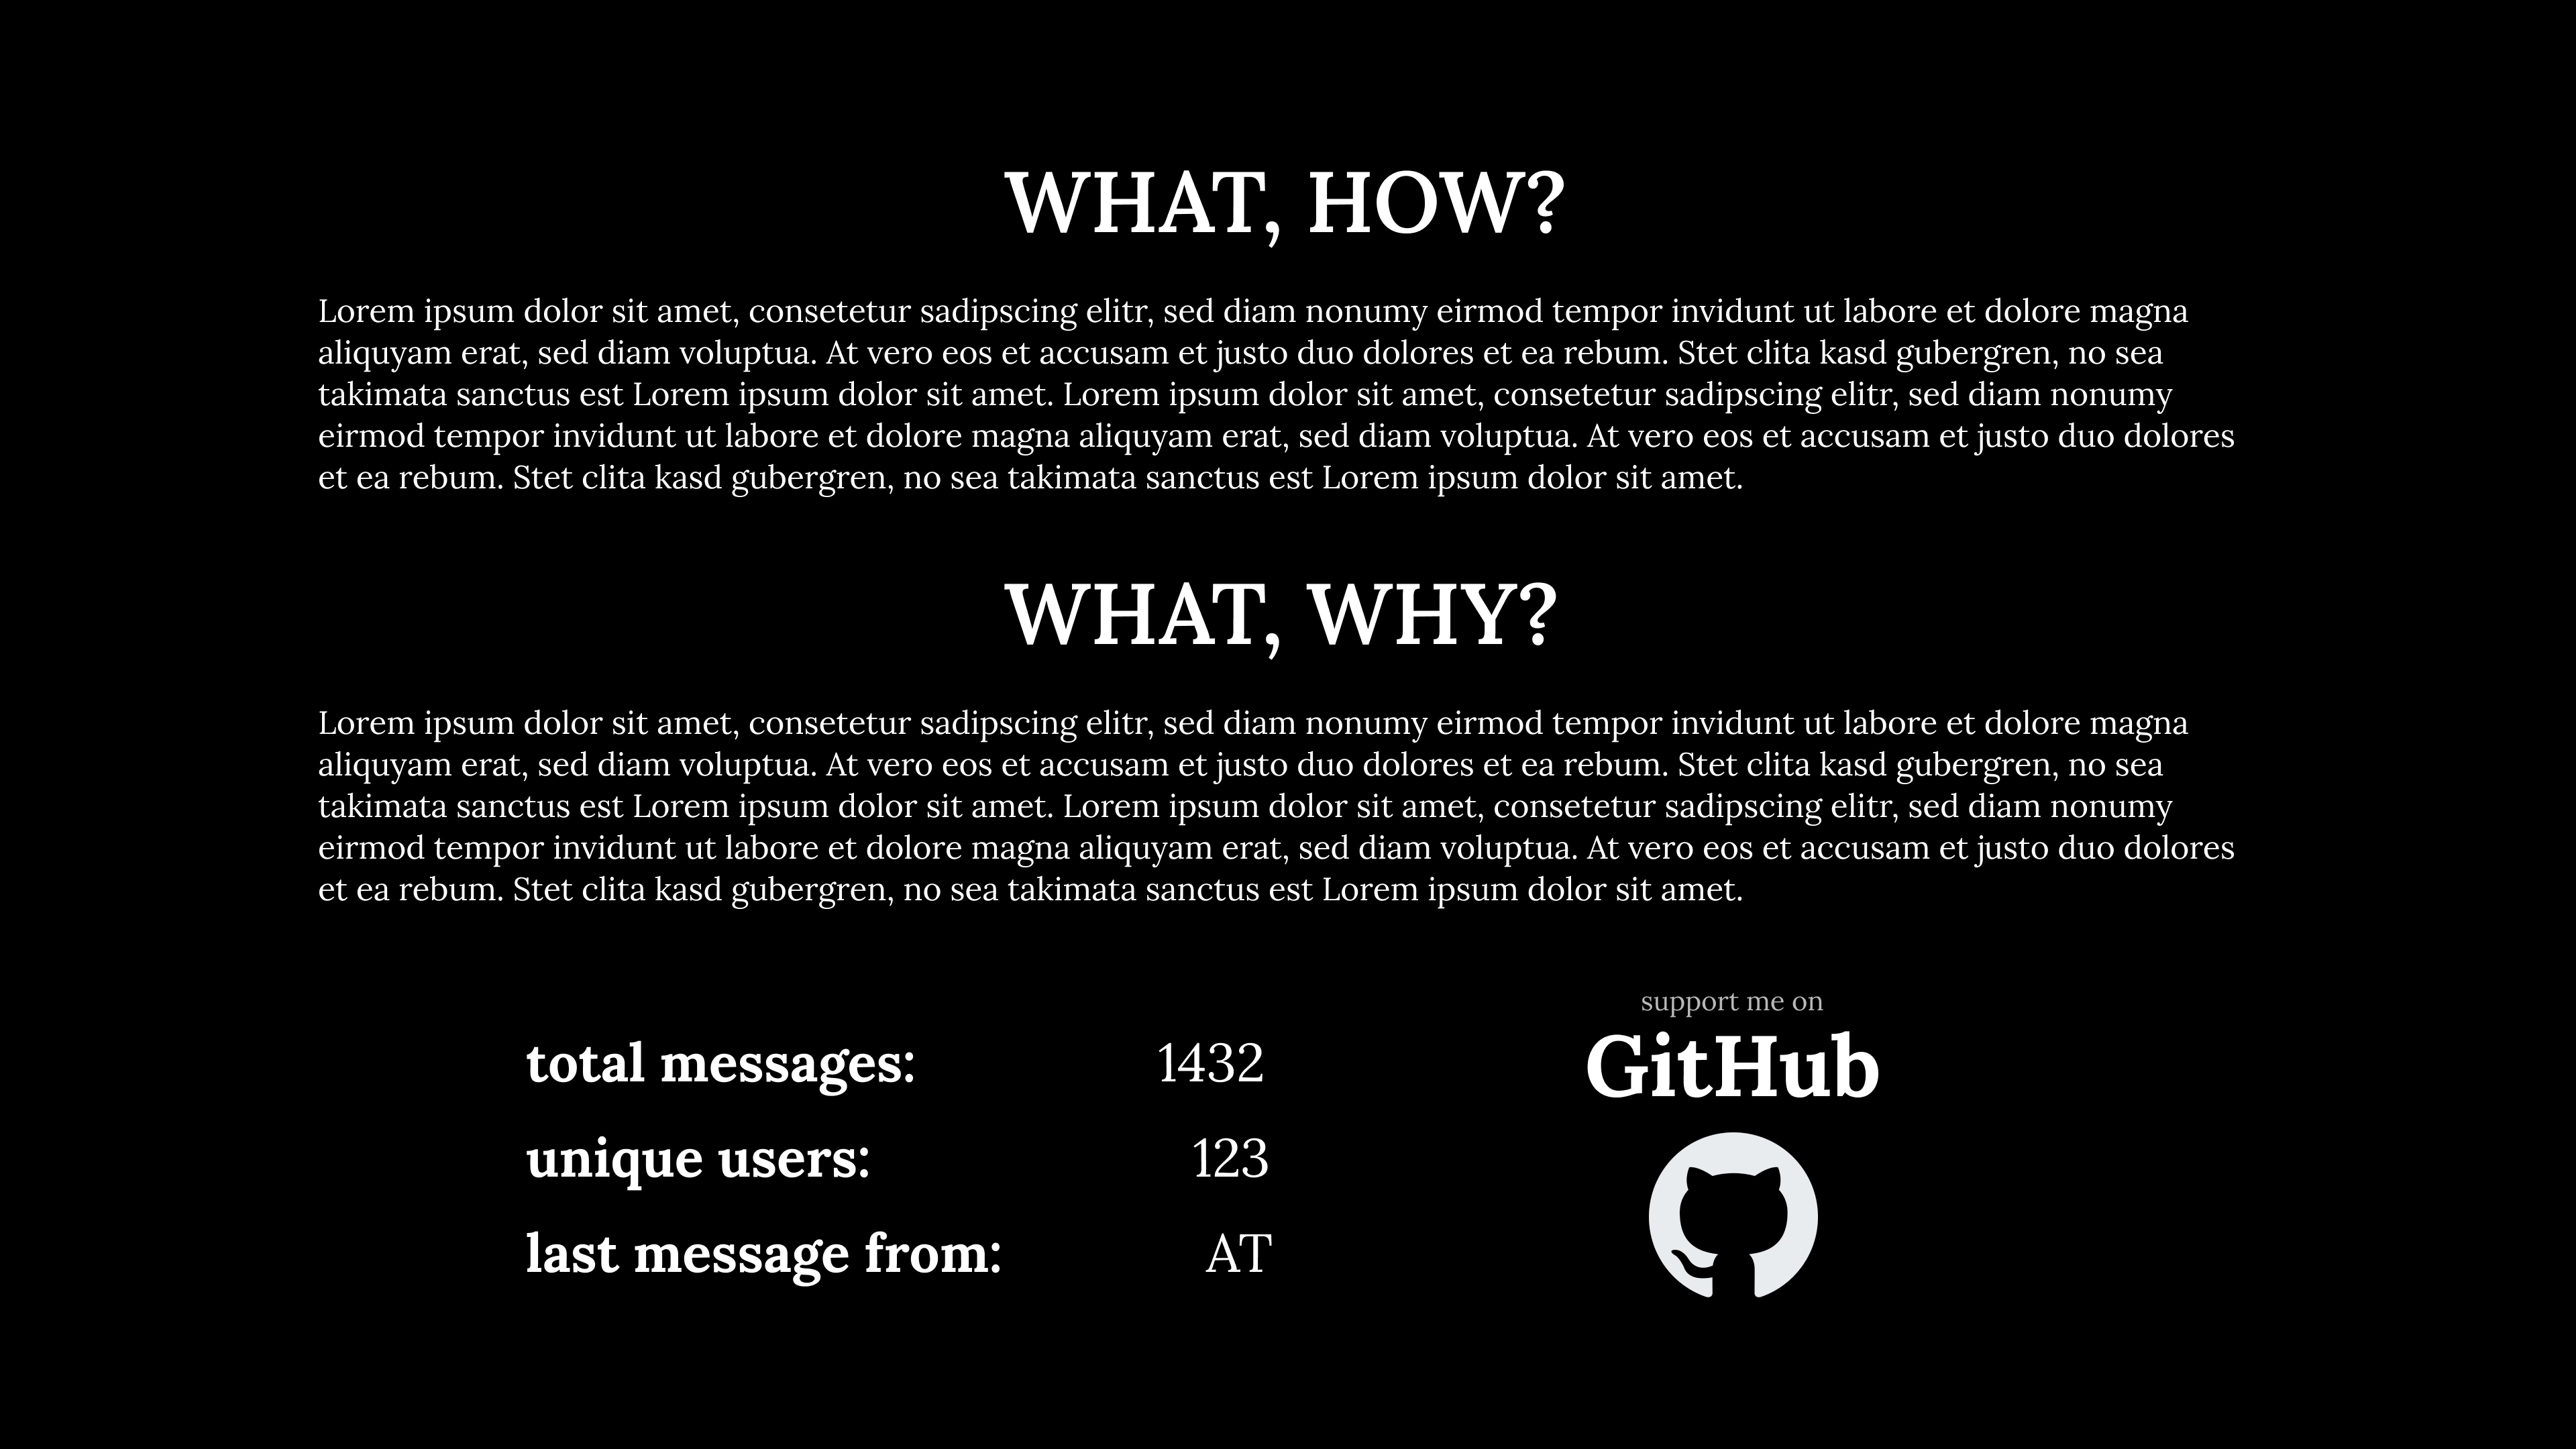 WHAT, HOW?
Lorem ipsum dolor sit amet, consetetur sadipscing elitr, sed diam nonumy eirmod tempor invidunt ut labore et dolore magna
aliquyam erat, sed diam voluptua. At vero eos et accusam et justo duo dolores et ea rebum. Stet clita kasd gubergren, no sea
takimata sanctus est Lorem ipsum dolor sit amet. Lorem ipsum dolor sit amet, consetetur sadipscing elitr, sed diam nonumy
eirmod tempor invidunt ut labore et dolore magna aliquyam erat, sed diam voluptua. At vero eos et accusam et justo duo dolores
et ea rebum. Stet clita kasd gubergren, no sea takimata sanctus est Lorem ipsum dolor sit amet.
WHAT, WHY?
Lorem ipsum dolor sit amet, consetetur sadipscing elitr, sed diam nonumy eirmod tempor invidunt ut labore et dolore magna
aliquyam erat, sed diam voluptua. At vero eos et accusam et justo duo dolores et ea rebum. Stet clita kasd gubergren, no sea
takimata sanctus est Lorem ipsum dolor sit amet. Lorem ipsum dolor sit amet, consetetur sadipscing elitr, sed diam nonumy
eirmod tempor invidunt ut labore et dolore magna aliquyam erat, sed diam voluptua. At vero eos et accusam et justo duo dolores
et ea rebum. Stet clita kasd gubergren, no sea takimata sanctus est Lorem ipsum dolor sit amet.
total messages: 1432
unique users: 123
last message from: AT
support me on
GitHub